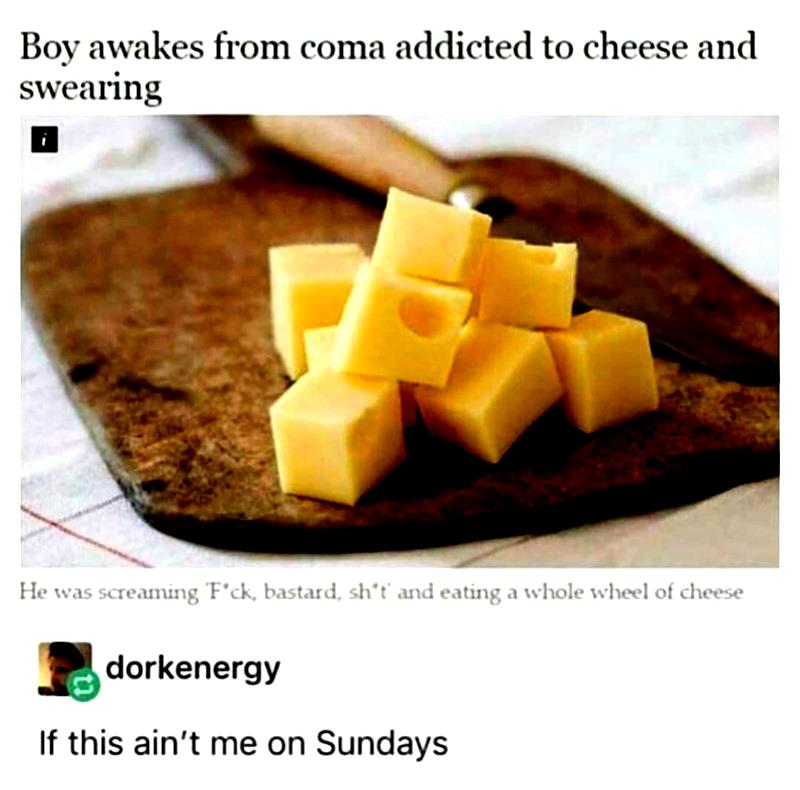 Boy awakes from coma addicted to cheese and
swearing
i
He was screaming 'F*ck, bastard, sh*t' and eating a whole wheel of cheese
dorkenergy
If this ain't me on Sundays